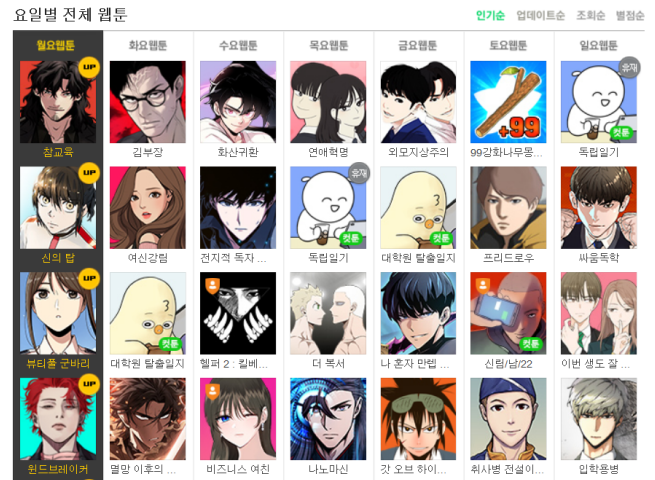 요일별 전체 웹툰
인기순 업데이트순 조회순 별점순
월요웹툰 화요웹툰 수요웹툰 목요웹툰 금요웹툰 토요웹툰 일요웹툰
UP +99 휴재 컷툰
참교육 김부장 화산귀환 연애혁명 외모지상주의 99강화나무몽... 독립일기
UP 휴재 컷툰 컷툰
신의 탑 여신강림 전지적 독자 ... 독립일기 대학원 탈출일지 프리드로우 싸움독학
UP 컷툰 컷툰
뷰티풀 군바리 대학원 탈출일지 헬퍼 2 : 킬베... 더 복서 나 혼자 만렙 ... 신림/남/22 이번 생도 잘 ...
UP
윈드브레이커 멸망 이후의 ... 비즈니스 여친 나노마신 갓 오브 하이... 취사병 전설이... 입학용병